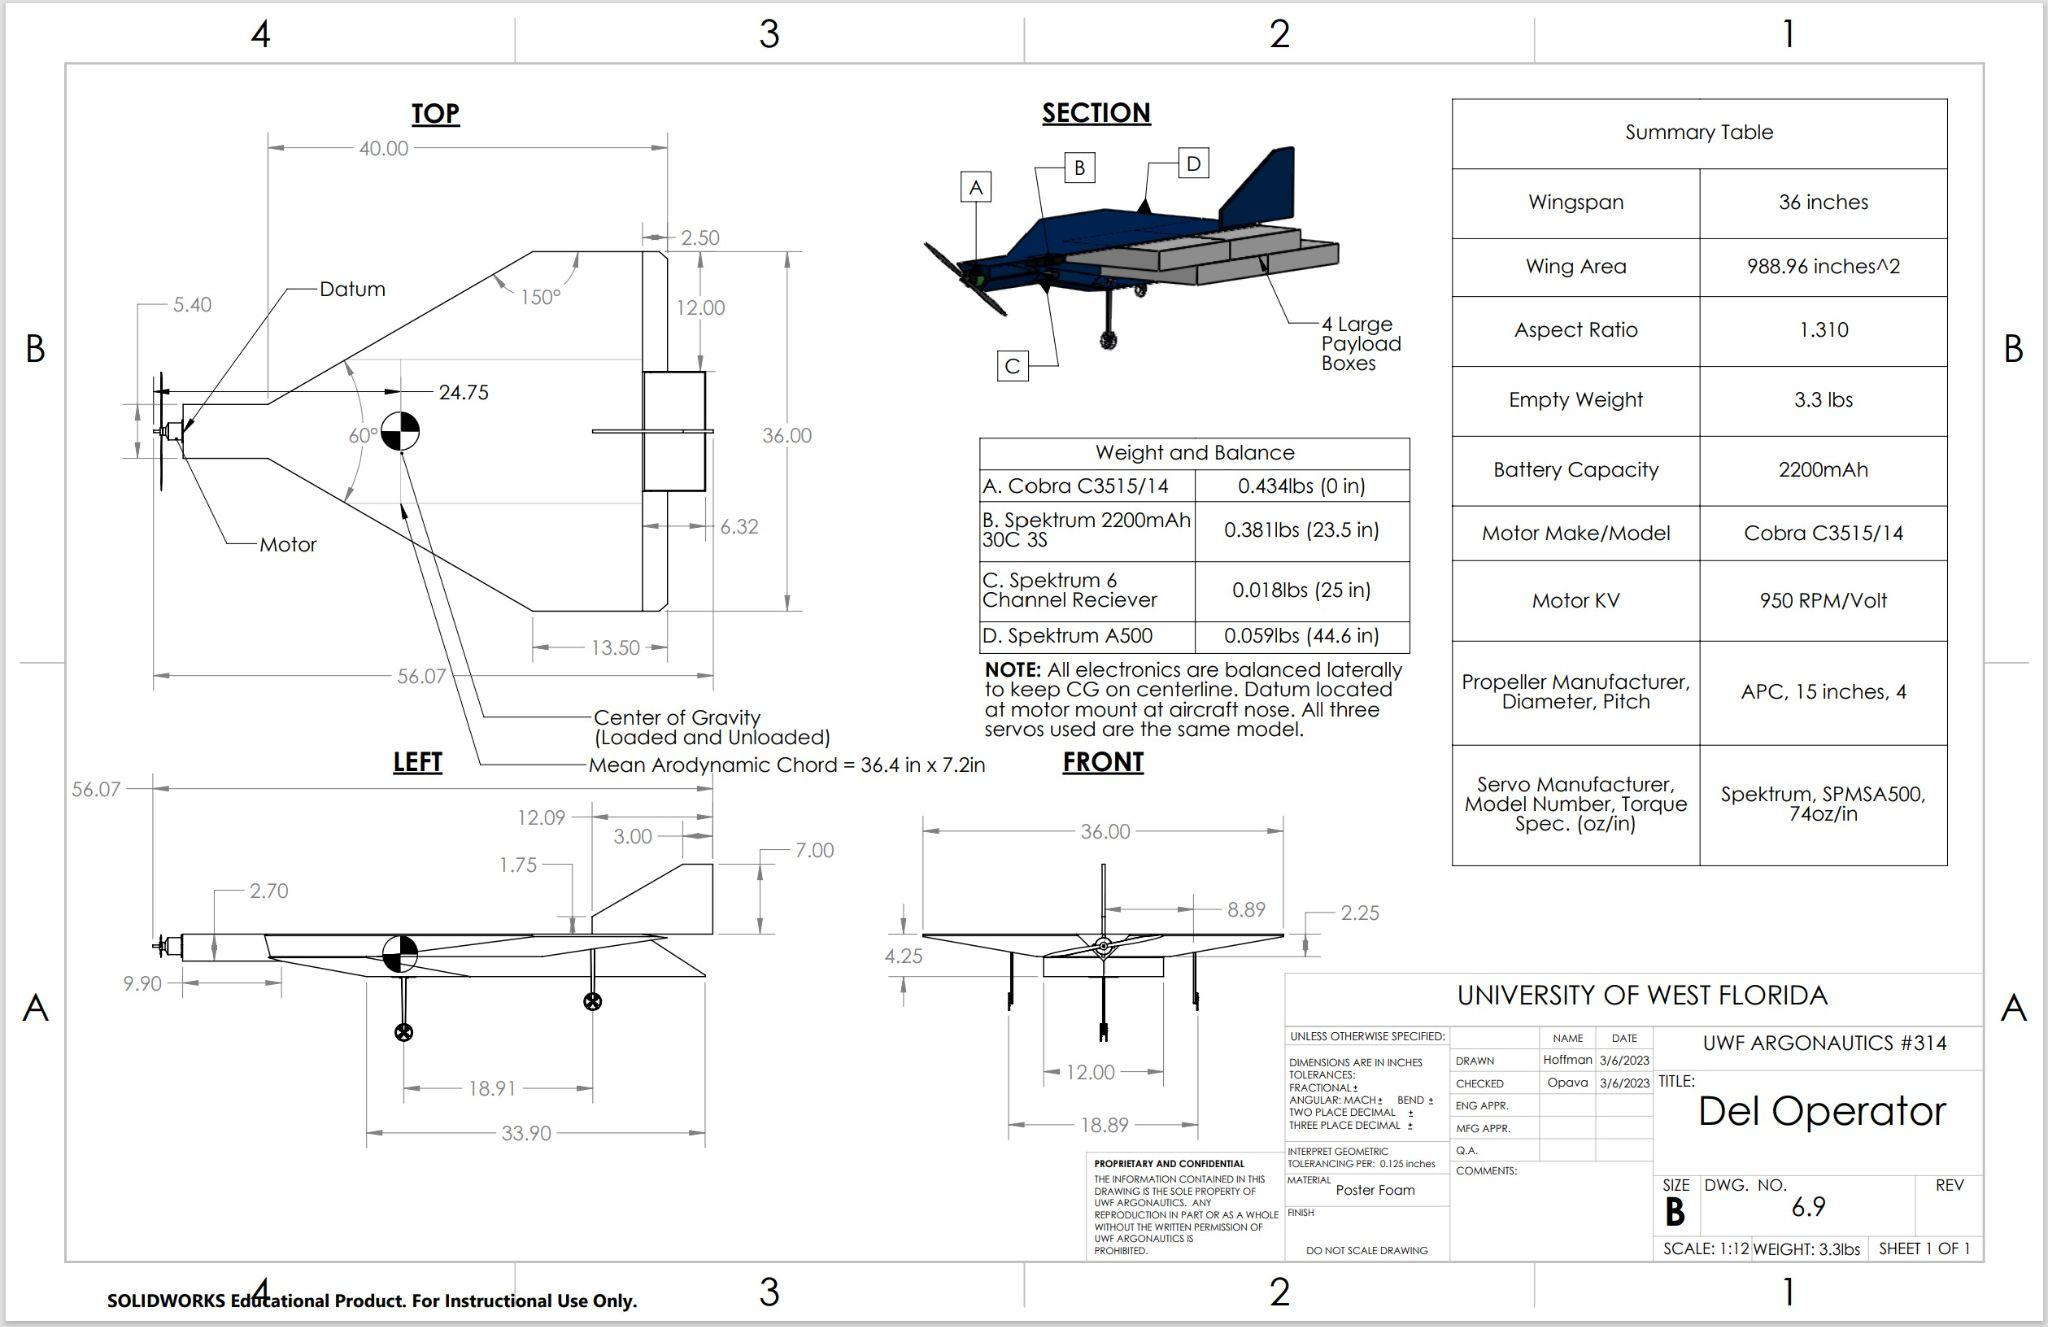 4 3 2 1
B B
A A
TOP
40.00
2.50
5.40
Datum
150°
12.00
24.75
60°
36.00
6.32
Motor
13.50
56.07
Center of Gravity
(Loaded and Unloaded)
Mean Arodynamic Chord = 36.4 in x 7.2in
SECTION
A
B
D
C
4 Large
Payload
Boxes
Weight and Balance
A. Cobra C3515/14 0.434lbs (0 in)
B. Spektrum 2200mAh
30C 3S 0.381lbs (23.5 in)
C. Spektrum 6
Channel Reciever 0.018lbs (25 in)
D. Spektrum A500 0.059lbs (44.6 in)
NOTE: All electronics are balanced laterally
to keep CG on centerline. Datum located
at motor mount at aircraft nose. All three
servos used are the same model.
Summary Table
Wingspan 36 inches
Wing Area 988.96 inches^2
Aspect Ratio 1.310
Empty Weight 3.3 lbs
Battery Capacity 2200mAh
Motor Make/Model Cobra C3515/14
Motor KV 950 RPM/Volt
Propeller Manufacturer,
Diameter, Pitch APC, 15 inches, 4
Servo Manufacturer,
Model Number, Torque
Spec. (oz/in)
Spektrum, SPMSA500,
74oz/in
LEFT
56.07
12.09
3.00
1.75
7.00
2.70
9.90
18.91
33.90
FRONT
36.00
8.89
2.25
4.25
12.00
18.89
UNIVERSITY OF WEST FLORIDA
UNLESS OTHERWISE SPECIFIED:
DIMENSIONS ARE IN INCHES
TOLERANCES:
FRACTIONAL ±
ANGULAR: MACH ± BEND ±
TWO PLACE DECIMAL ±
THREE PLACE DECIMAL ±
INTERPRET GEOMETRIC
TOLERANCING PER: 0.125 inches
MATERIAL
Poster Foam
FINISH
DO NOT SCALE DRAWING
NAME DATE
DRAWN Hoffman 3/6/2023
CHECKED Opava 3/6/2023
ENG APPR.
MFG APPR.
Q.A.
COMMENTS:
UWF ARGONAUTICS #314
TITLE:
Del Operator
SIZE DWG. NO. REV
B 6.9
SCALE: 1:12 WEIGHT: 3.3lbs SHEET 1 OF 1
PROPRIETARY AND CONFIDENTIAL
THE INFORMATION CONTAINED IN THIS
DRAWING IS THE SOLE PROPERTY OF
UWF ARGONAUTICS. ANY
REPRODUCTION IN PART OR AS A WHOLE
WITHOUT THE WRITTEN PERMISSION OF
UWF ARGONAUTICS IS
PROHIBITED.
4 3 2 1
SOLIDWORKS Educational Product. For Instructional Use Only.